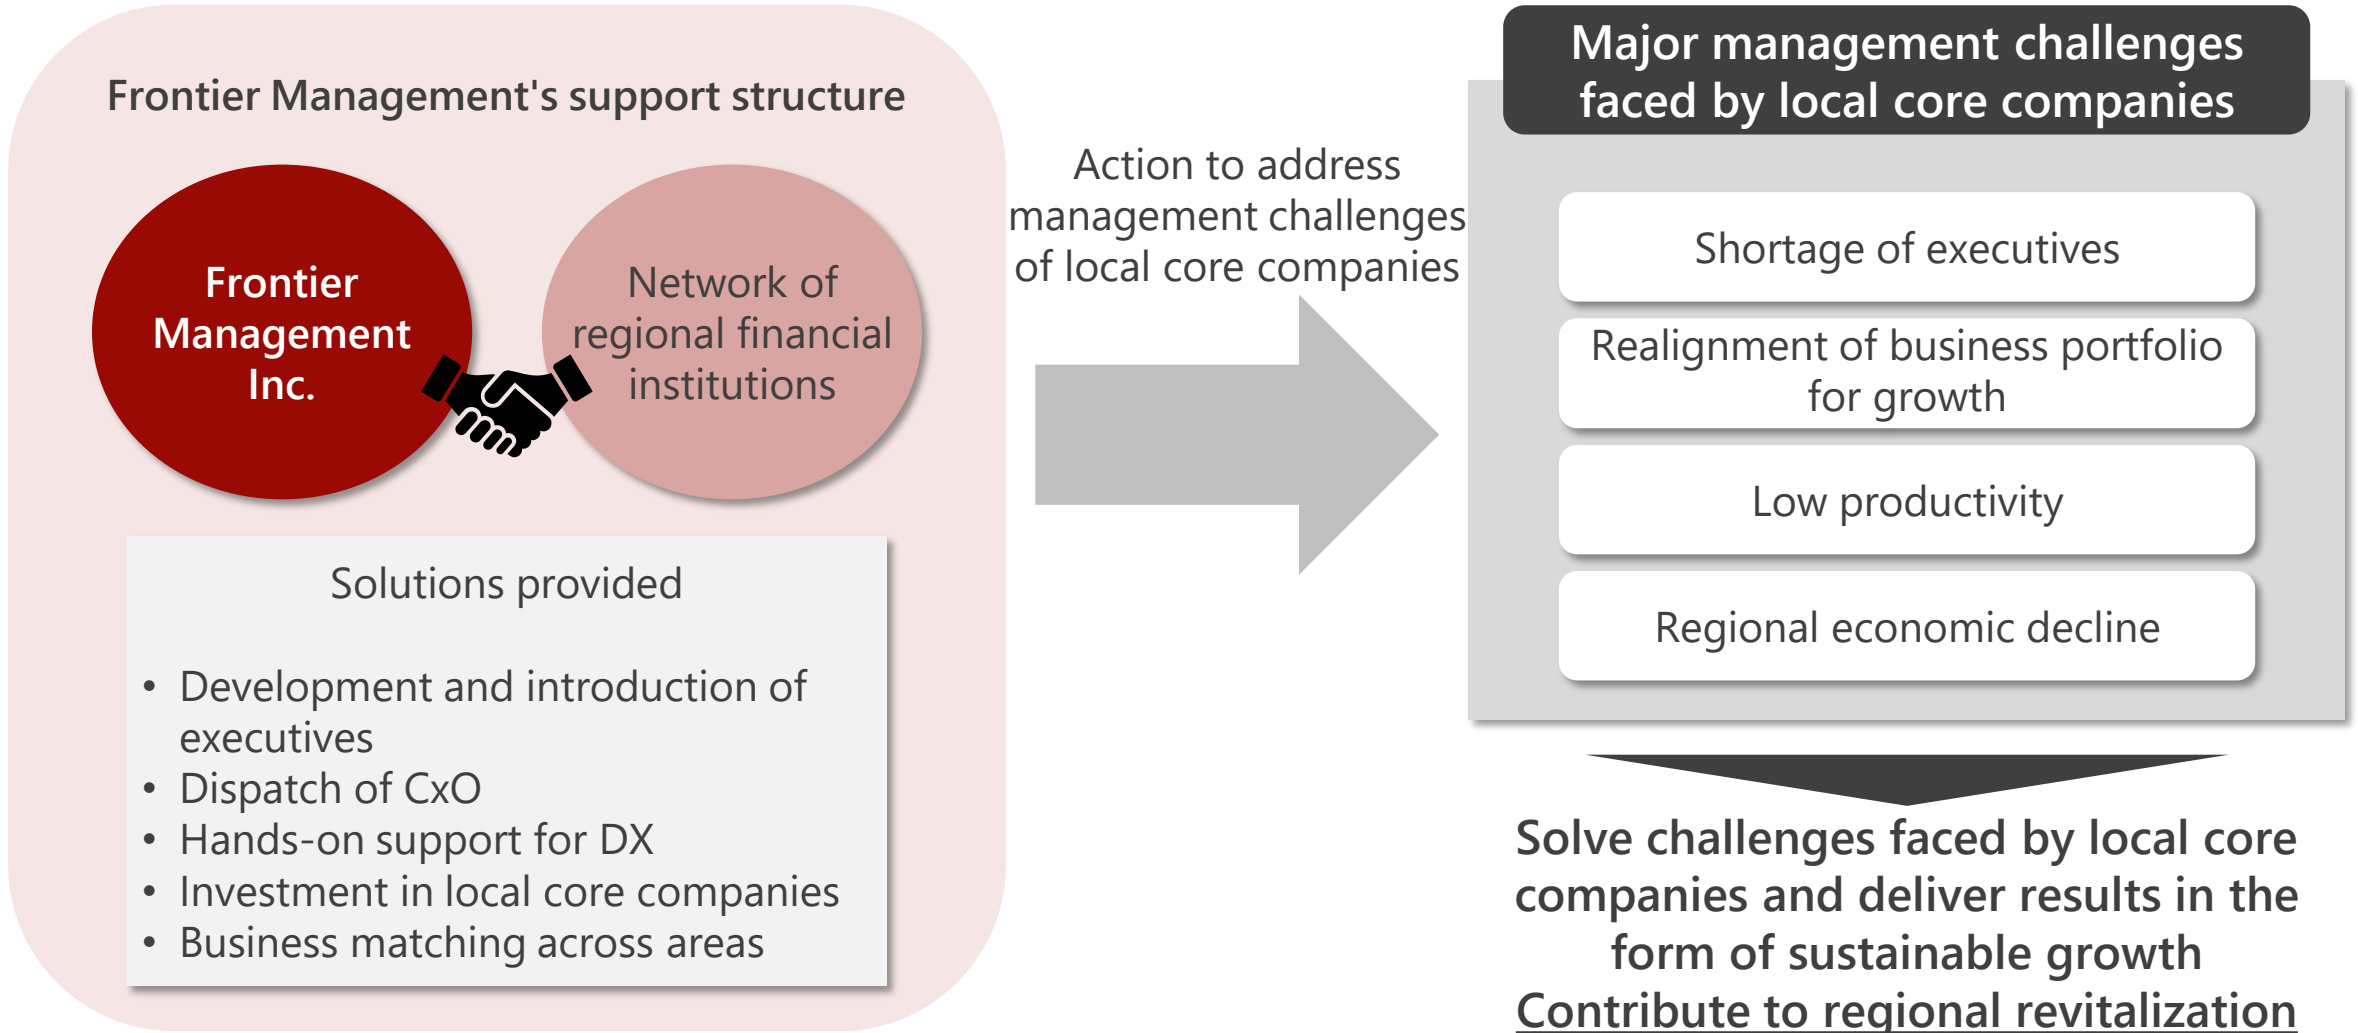 Frontier Management's support structure
Frontier
Management
Inc.
Network of
regional financial
institutions
Solutions provided
• Development and introduction of
executives
• Dispatch of CxO
• Hands-on support for DX
• Investment in local core companies
• Business matching across areas
Action to address
management challenges
of local core companies
Major management challenges
faced by local core companies
Shortage of executives
Realignment of business portfolio
for growth
Low productivity
Regional economic decline
Solve challenges faced by local core
companies and deliver results in the
form of sustainable growth
Contribute to regional revitalization